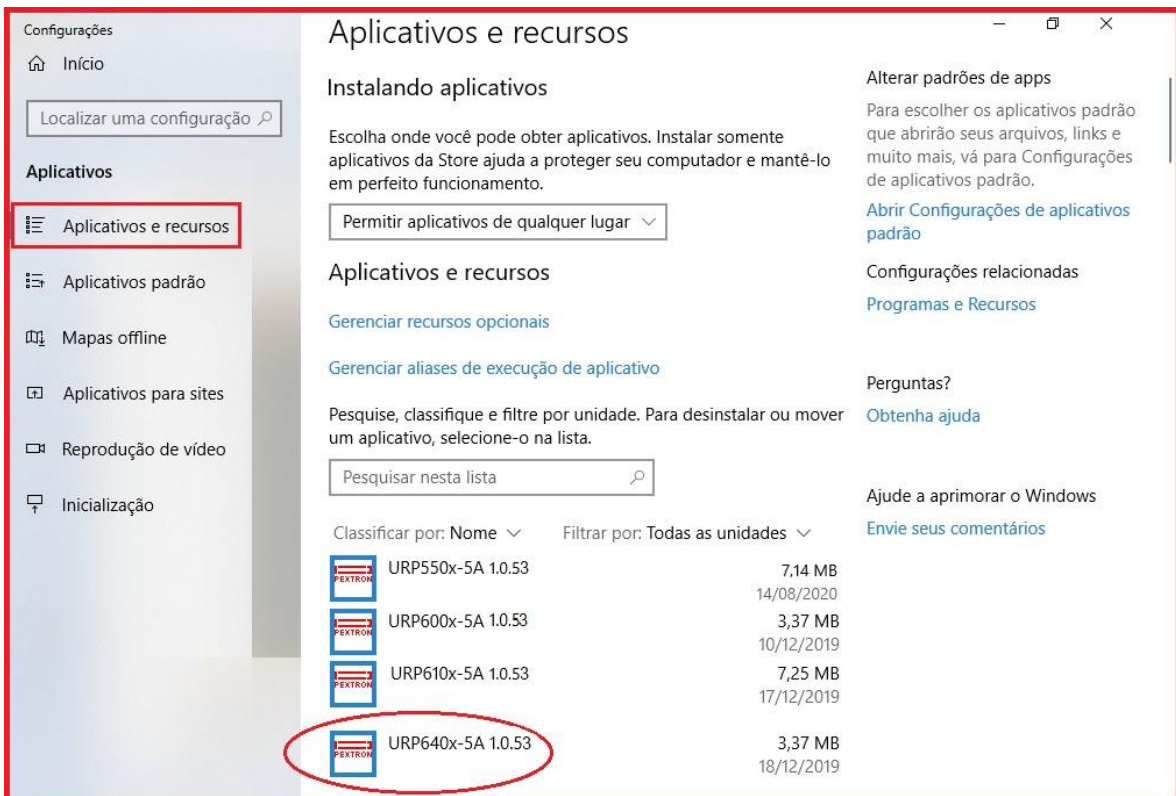 Configurações
Início
Localizar uma configuração
Aplicativos
Aplicativos e recursos
Aplicativos padrão
Mapas offline
Aplicativos para sites
Reprodução de vídeo
Inicialização
Aplicativos e recursos
Instalando aplicativos
Escolha onde você pode obter aplicativos. Instalar somente
aplicativos da Store ajuda a proteger seu computador e mantê-lo
em perfeito funcionamento.
Permitir aplicativos de qualquer lugar
Aplicativos e recursos
Gerenciar recursos opcionais
Gerenciar aliases de execução de aplicativo
Pesquise, classifique e filtre por unidade. Para desinstalar ou mover
um aplicativo, selecione-o na lista.
Pesquisar nesta lista
Classificar por: Nome Filtrar por: Todas as unidades
PEXTRON URP550x-5A 1.0.53 7,14 MB
14/08/2020
PEXTRON URP600x-5A 1.0.53 3,37 MB
10/12/2019
PEXTRON URP610x-5A 1.0.53 7,25 MB
17/12/2019
PEXTRON URP640x-5A 1.0.53 3,37 MB
18/12/2019
Alterar padrões de apps
Para escolher os aplicativos padrão
que abrirão seus arquivos, links e
muito mais, vá para Configurações
de aplicativos padrão.
Abrir Configurações de aplicativos
padrão
Configurações relacionadas
Programas e Recursos
Perguntas?
Obtenha ajuda
Ajude a aprimorar o Windows
Envie seus comentários